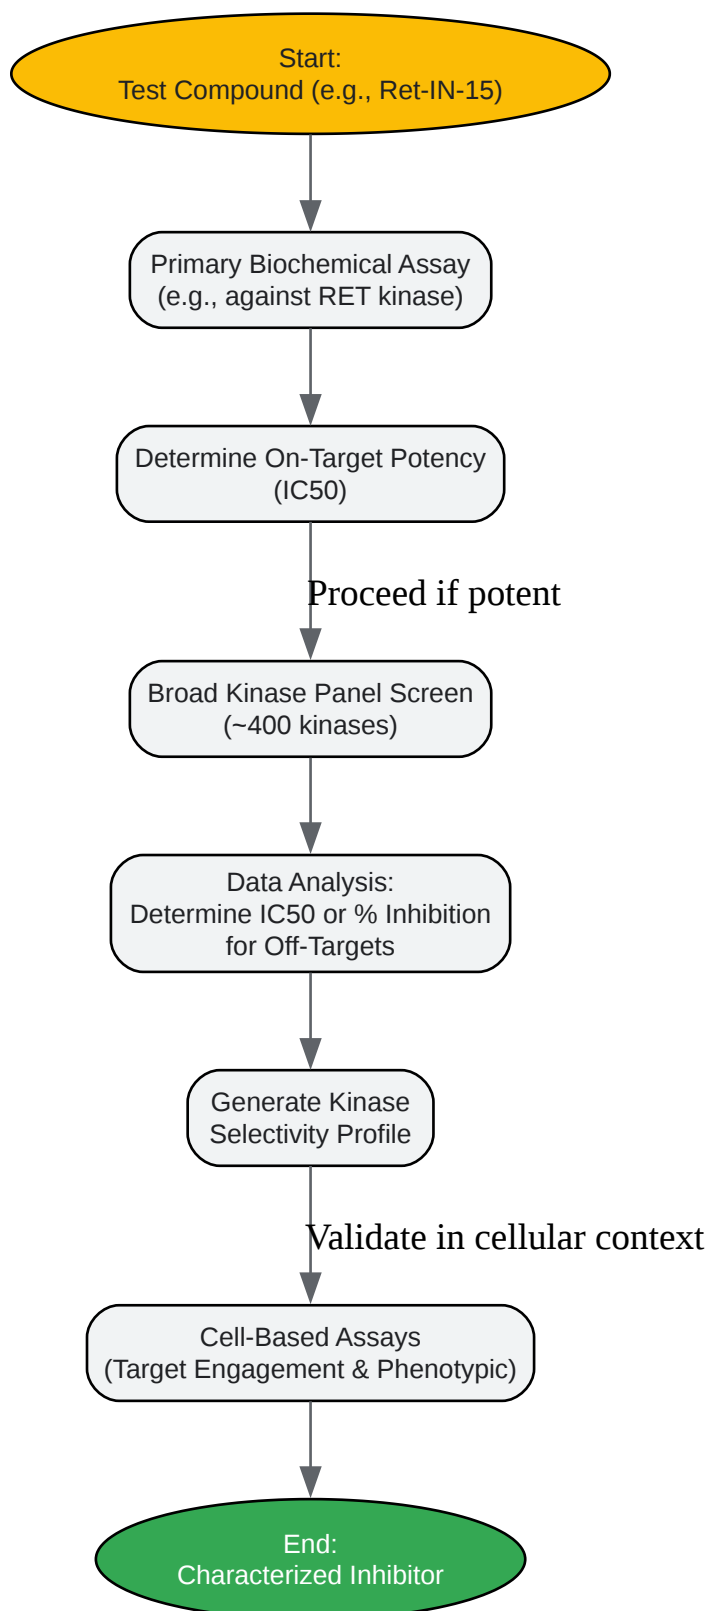 Start:
Test Compound (e.g., Ret-IN-15)
Primary Biochemical Assay
(e.g., against RET kinase)
Determine On-Target Potency
(IC50)
Proceed if potent
Broad Kinase Panel Screen
(~400 kinases)
Data Analysis:
Determine IC50 or % Inhibition
for Off-Targets
Generate Kinase
Selectivity Profile
Validate in cellular context
Cell-Based Assays
(Target Engagement & Phenotypic)
End:
Characterized Inhibitor